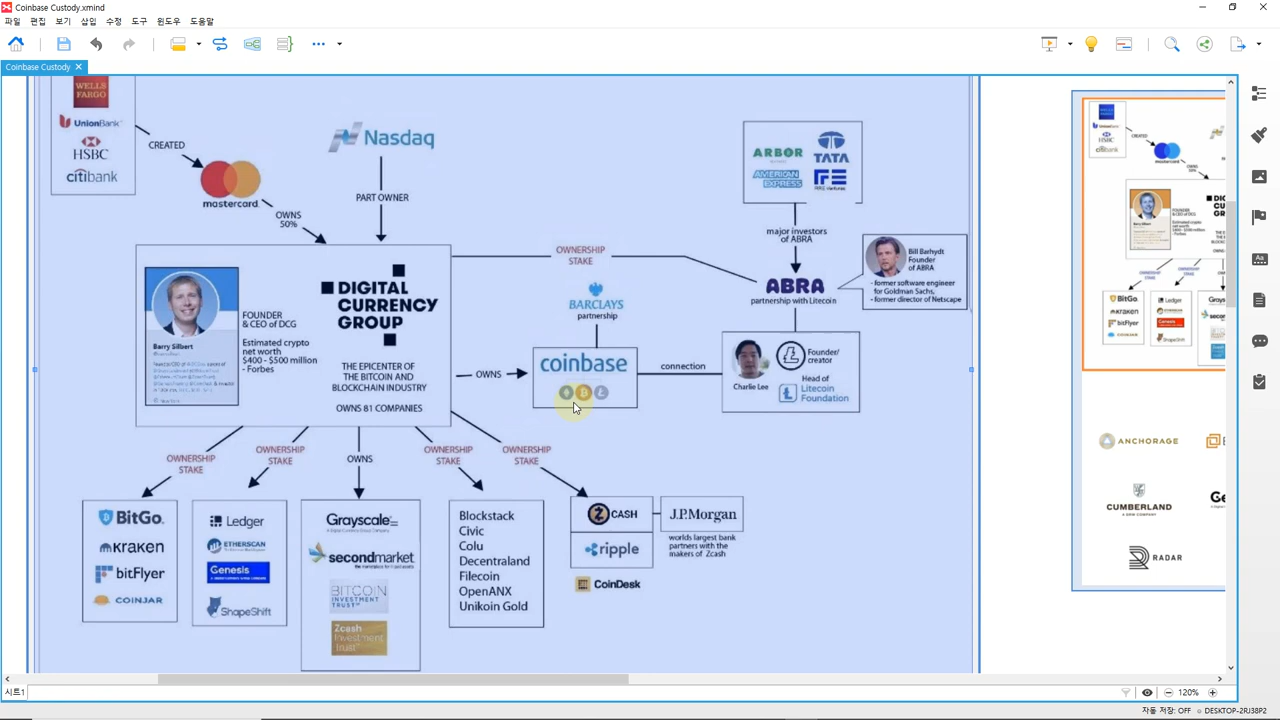 Coinbase Custody.xmind
파일 편집 보기 삽입 수정 도구 윈도우 도움말
Coinbase Custody
WELLS
FARGO
UnionBank
HSBC
citibank
CREATED
mastercard.
OWNS
50%
Nasdaq
PART OWNER
ARBOR
TATA
AMERICAN
EXPRESS
major investors
of ABRA
ABRA
partnership with Litecoin
Bill Barhydt
Founder
of ABRA
- former software engineer
for Goldman Sachs,
- former director of Netscape
OWNERSHIP
STAKE
BARCLAYS
partnership
coinbase
OWNS
connection
Charlie Lee
Founder/
creator
Head of
Litecoin
Foundation
Barry Silbert
FOUNDER
& CEO of DCG
Estimated crypto
net worth
$400 - $500 million
- Forbes
DIGITAL
CURRENCY
GROUP
THE EPICENTER OF
THE BITCOIN AND
BLOCKCHAIN INDUSTRY
OWNS 81 COMPANIES
OWNERSHIP
STAKE
OWNERSHIP
STAKE
OWNS
OWNERSHIP
STAKE
OWNERSHIP
STAKE
BitGo.
kraken
bitFlyer
COINJAR
Ledger
ETHERSCAN
Genesis
ShapeShift
Grayscale
secondmarket
BITCOIN
INVESTMENT
TRUST
Zcash
Investment
Trust
Blockstack
Civic
Colu
Decentraland
Filecoin
OpenANX
Unikoin Gold
CASH
ripple
CoinDesk
J.P.Morgan
worlds largest bank
partners with the
makers of Zcash
ANCHORAGE
CUMBERLAND
RADAR
시트1
120%
자동 저장: OFF
DESKTOP-2RJ38P2